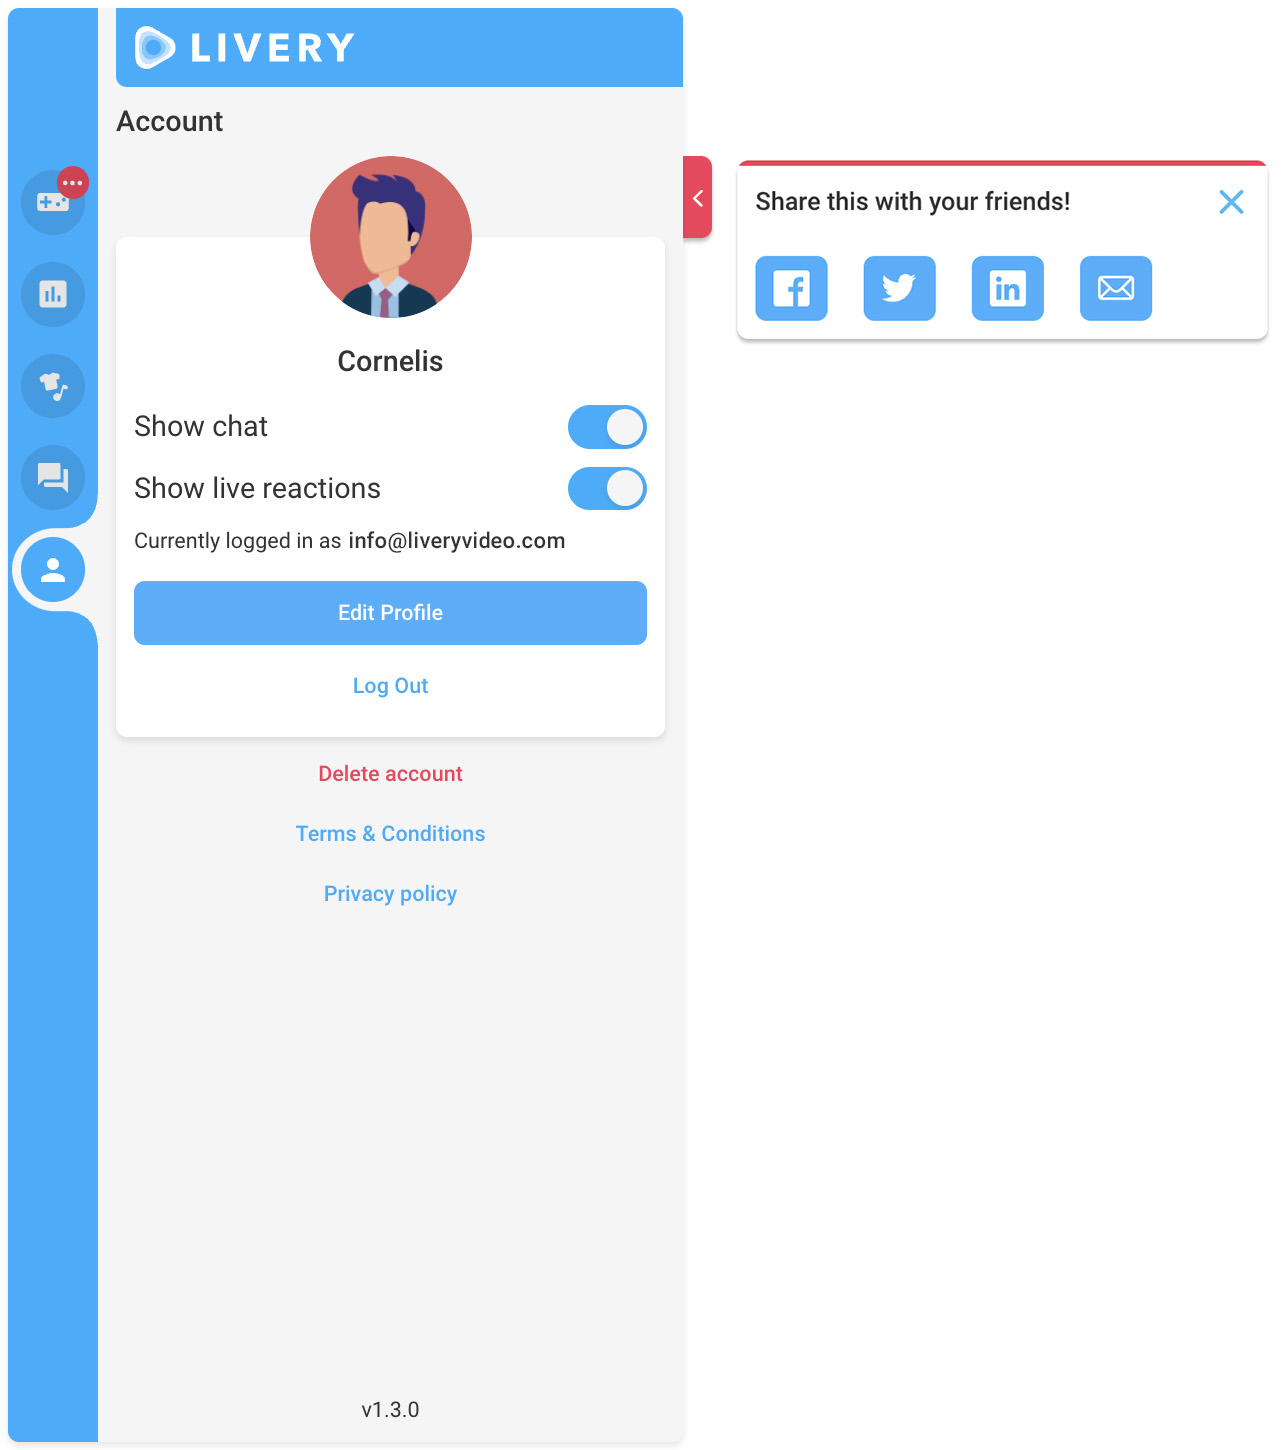 LIVERY
Account
Cornelis
Show chat
Show live reactions
Currently logged in as info@liveryvideo.com
Edit Profile
Log Out
Delete account
Terms & Conditions
Privacy policy
v1.3.0
Share this with your friends!
in